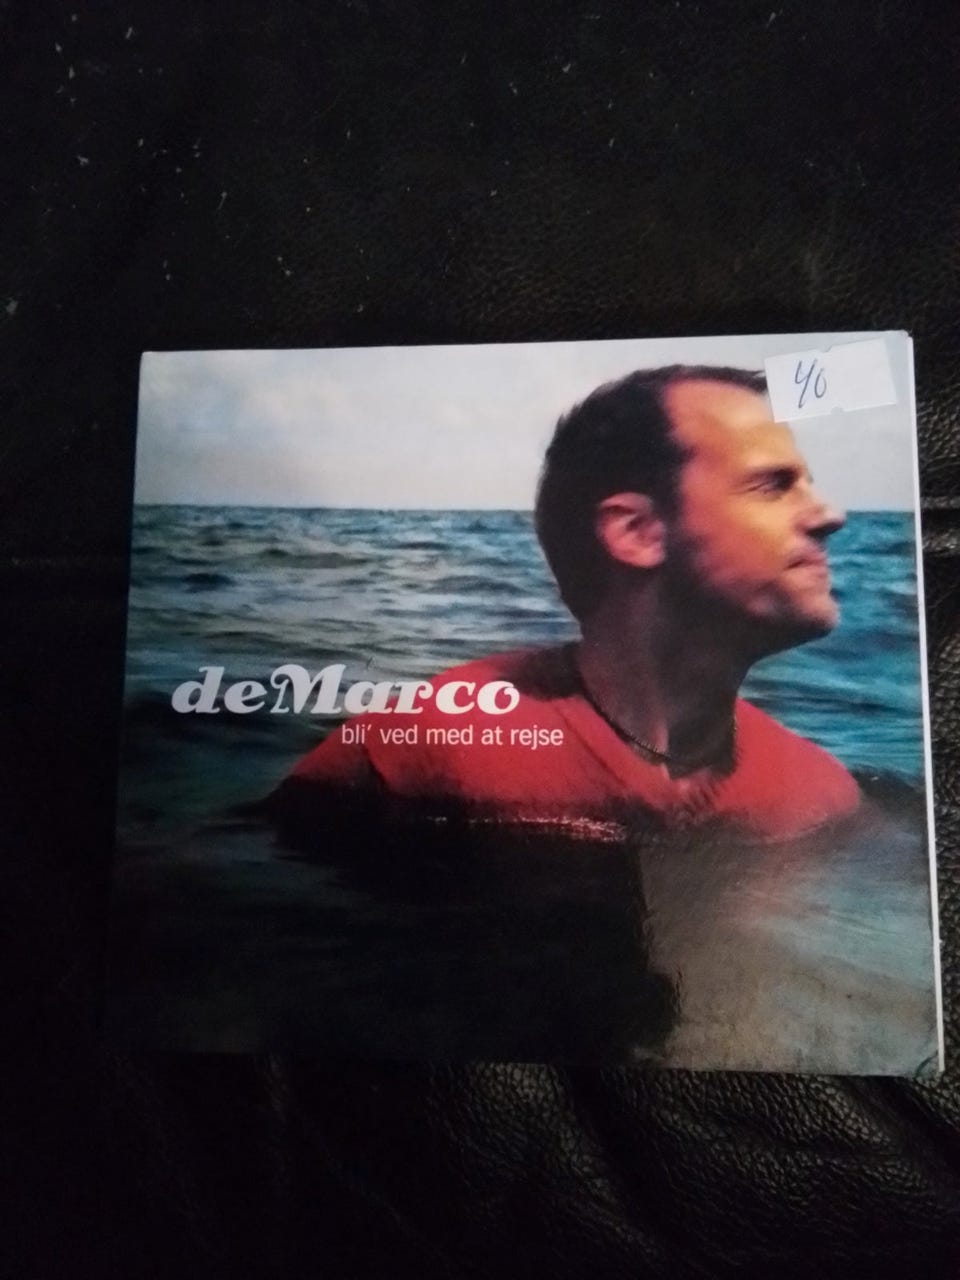 40
deMarco
bli' ved med at rejse